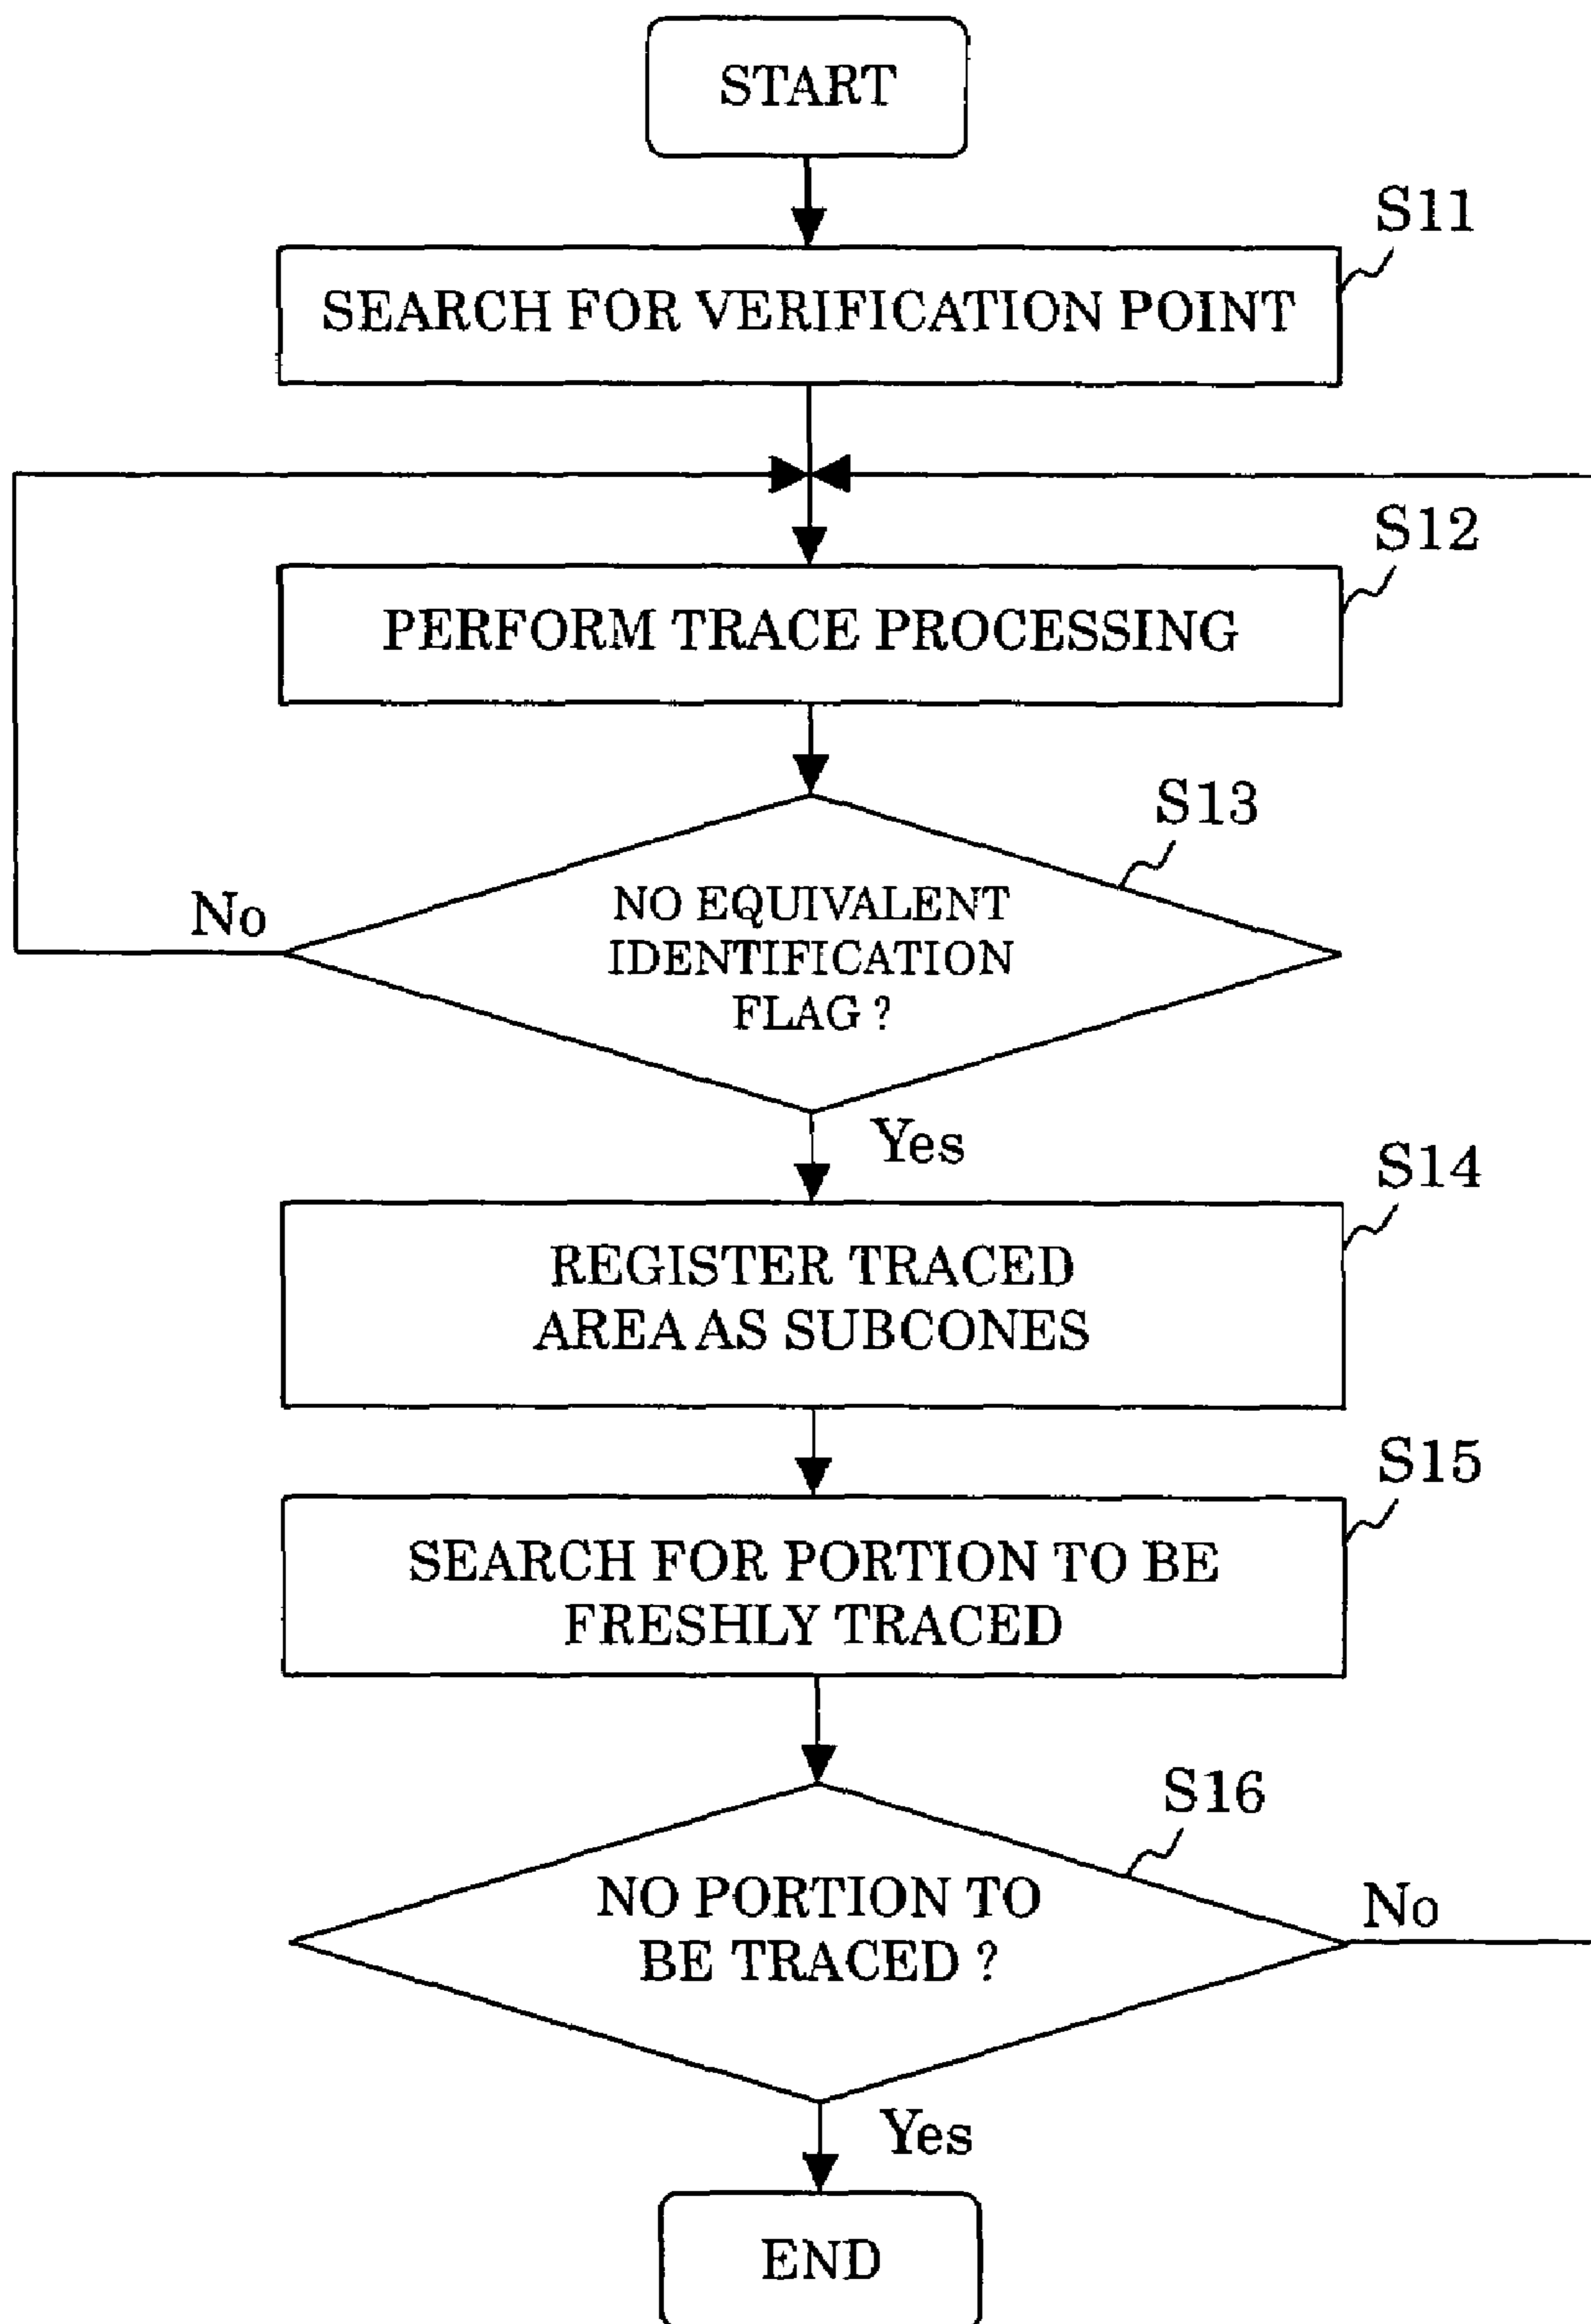 START
S11
SEARCH FOR VERIFICATION POINT
S12
PERFORM TRACE PROCESSING
S13
NO EQUIVALENT
IDENTIFICATION
FLAG ?
No
Yes
S14
REGISTER TRACED
AREA AS SUBCONES
S15
SEARCH FOR PORTION TO BE
FRESHLY TRACED
S16
NO PORTION TO
BE TRACED ?
No
Yes
END